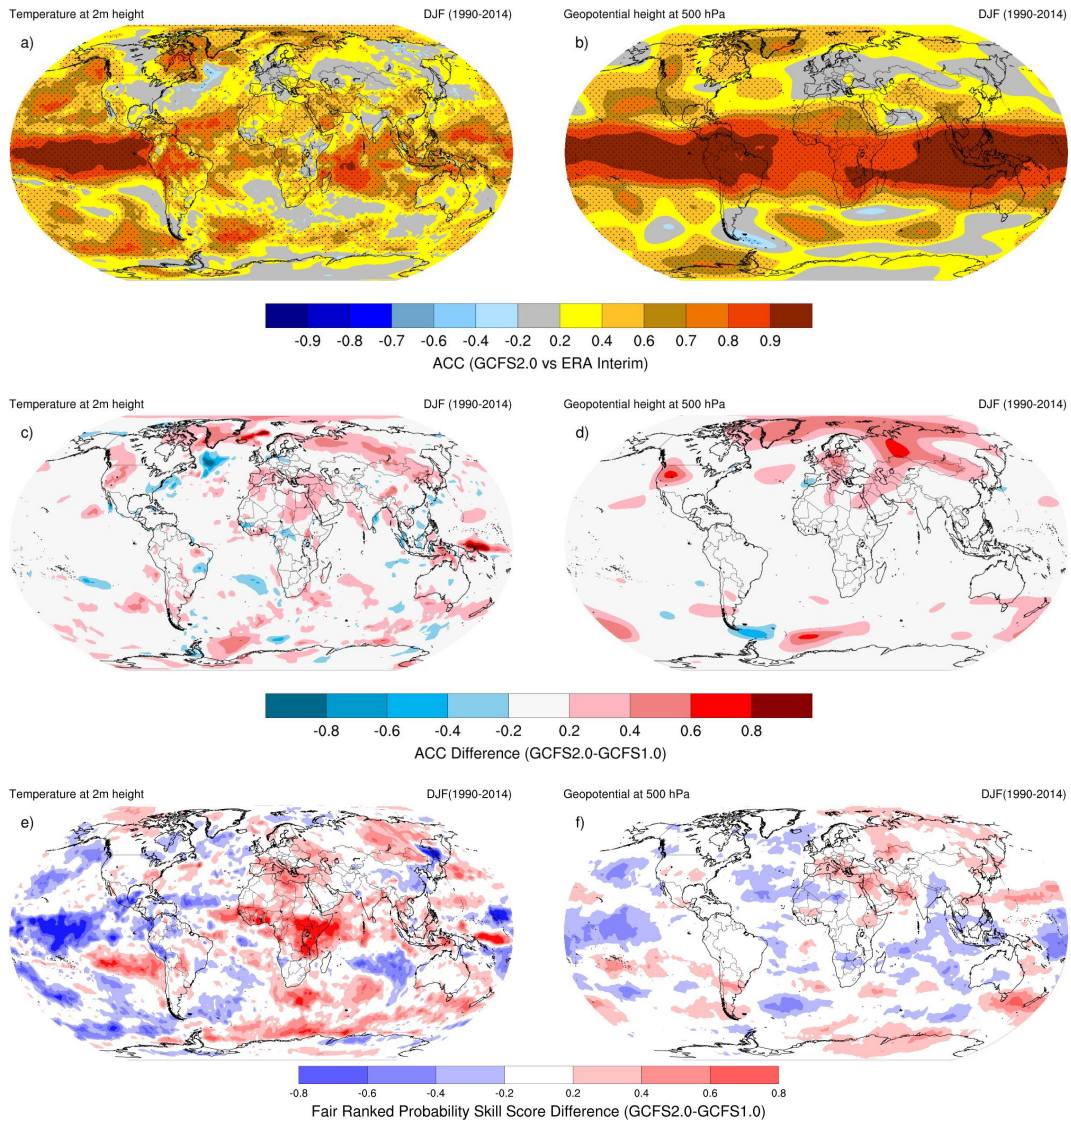 Temperature at 2m height DJF (1990-2014)
Geopotential height at 500 hPa DJF (1990-2014)
a)
b)
-0.9 -0.8 -0.7 -0.6 -0.4 -0.2 0.2 0.4 0.6 0.7 0.8 0.9
ACC (GCFS2.0 vs ERA Interim)
Temperature at 2m height DJF (1990-2014)
Geopotential height at 500 hPa DJF (1990-2014)
c)
d)
-0.8 -0.6 -0.4 -0.2 0.2 0.4 0.6 0.8
ACC Difference (GCFS2.0-GCFS1.0)
Temperature at 2m height DJF(1990-2014)
Geopotential at 500 hPa DJF(1990-2014)
e)
f)
-0.8 -0.6 -0.4 -0.2 0.2 0.4 0.6 0.8
Fair Ranked Probability Skill Score Difference (GCFS2.0-GCFS1.0)